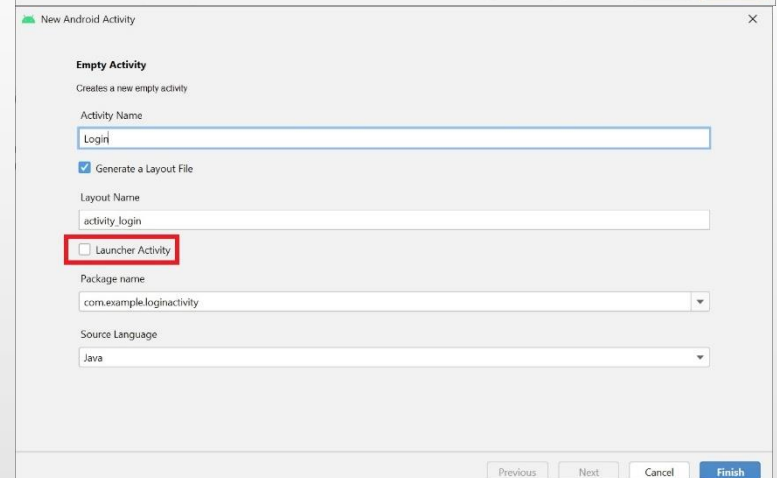 New Android Activity
Empty Activity
Creates a new empty activity
Activity Name
Login
Generate a Layout File
Layout Name
activity_login
Launcher Activity
Package name
com.example.loginactivity
Source Language
Java
Previous Next Cancel Finish